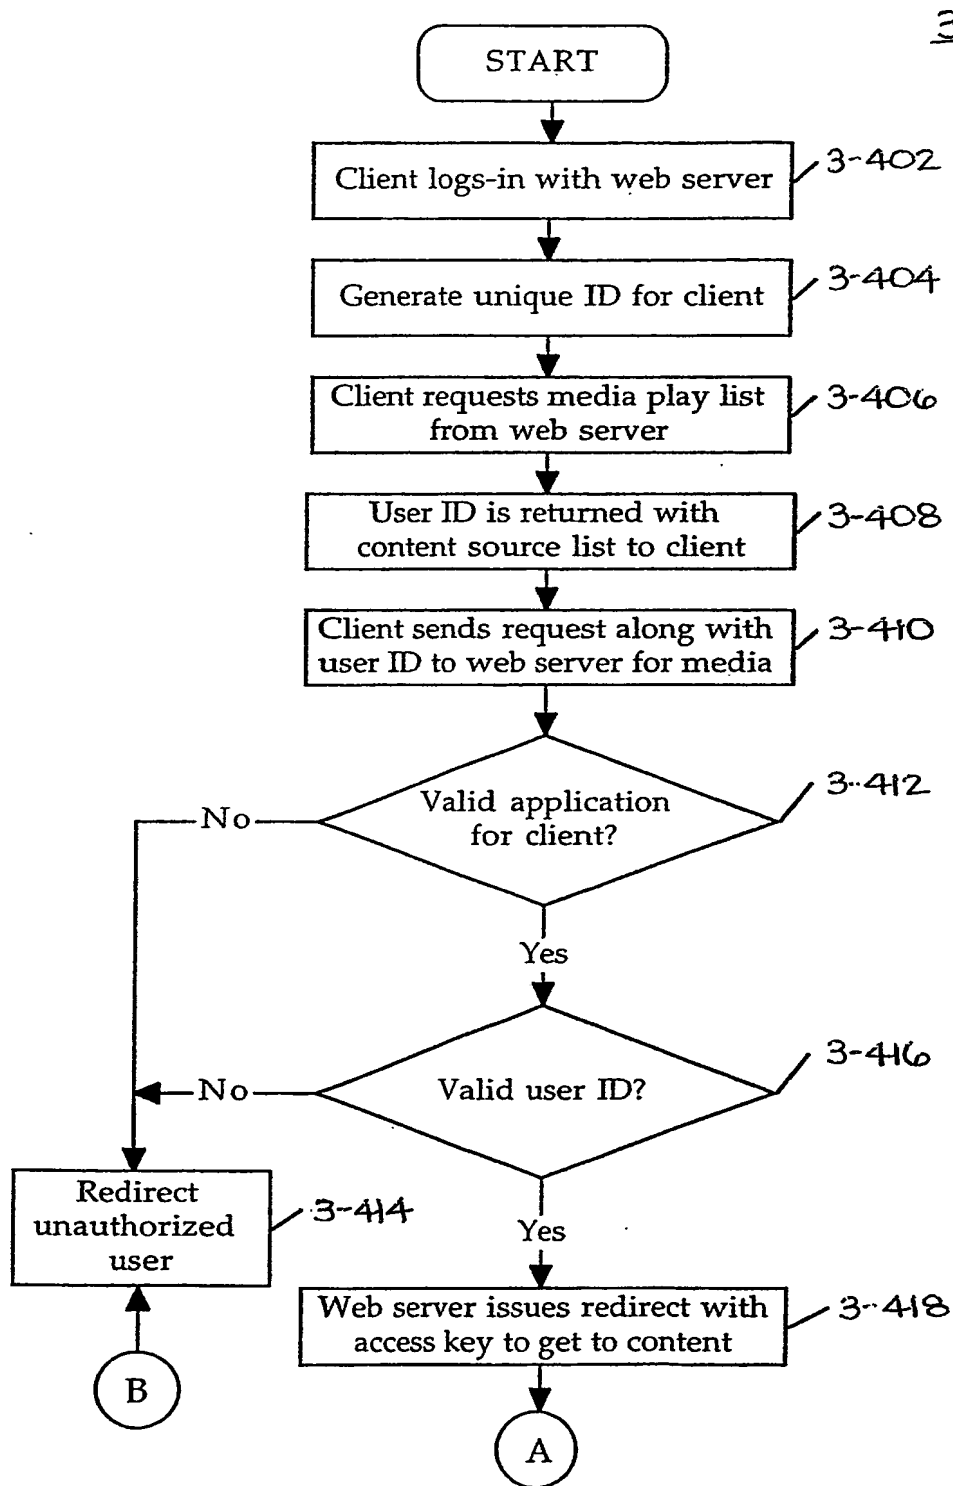 3
START
Client logs-in with web server
3-402
Generate unique ID for client
3-404
Client requests media play list
from web server
3-406
User ID is returned with
content source list to client
3-408
Client sends request along with
user ID to web server for media
3-410
Valid application
for client?
3-412
No
Yes
Valid user ID?
3-416
No
Redirect
unauthorized
user
3-414
Yes
Web server issues redirect with
access key to get to content
3-418
B
A